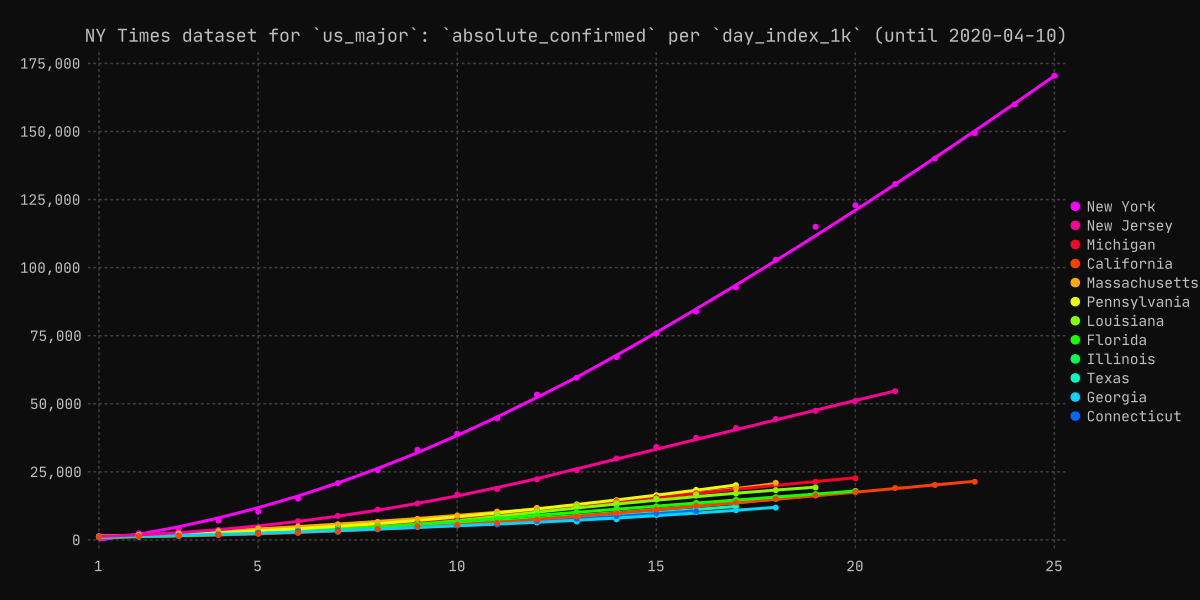 NY Times dataset for `us_major`: `absolute_confirmed` per `day_index_1k` (until 2020-04-10)
175,000
150,000
125,000
100,000
75,000
50,000
25,000
0
1 5 10 15 20 25
New York
New Jersey
Michigan
California
Massachusetts
Pennsylvania
Louisiana
Florida
Illinois
Texas
Georgia
Connecticut